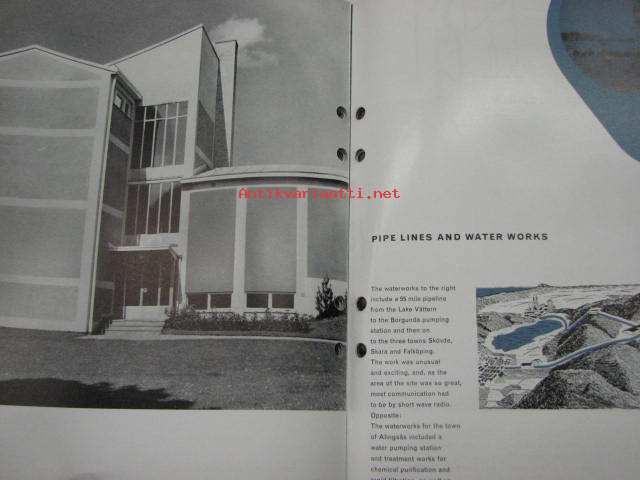 Antikvariantti.net
PIPE LINES AND WATER WORKS
The waterworks to the right
include a 95 mile pipeline
from the Lake Vättern
to the Borgunda pumping
station and then on
to the three towns Skövde,
Skara and Falköping.
The work was unusual
and exciting, and, as the
area of the site was so great,
most communication had
to be by short wave radio.
Opposite:
The waterworks for the town
of Alingsås included a
water pumping station
and treatment works for
chemical purification and